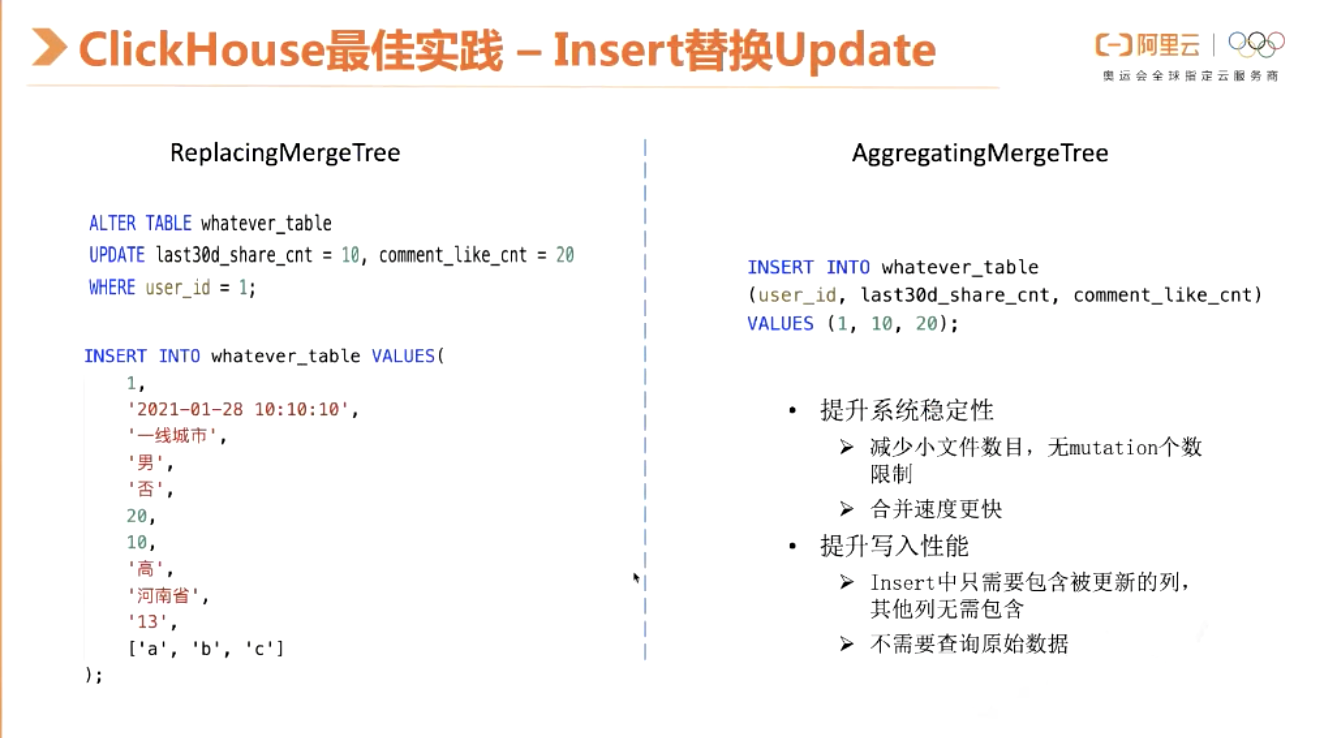 ClickHouse最佳实践 – Insert替换Update
阿里云
奥运会全球指定云服务商
ReplacingMergeTree
ALTER TABLE whatever_table
UPDATE last30d_share_cnt = 10, comment_like_cnt = 20
WHERE user_id = 1;
INSERT INTO whatever_table VALUES(
1,
'2021-01-28 10:10:10',
'一线城市',
'男',
'否',
20,
10,
'高',
'河南省',
'13',
['a', 'b', 'c']
);
AggregatingMergeTree
INSERT INTO whatever_table
(user_id, last30d_share_cnt, comment_like_cnt)
VALUES (1, 10, 20);
• 提升系统稳定性
➢ 减少小文件数目，无mutation个数
限制
➢ 合并速度更快
• 提升写入性能
➢ Insert中只需要包含被更新的列，
其他列无需包含
➢ 不需要查询原始数据